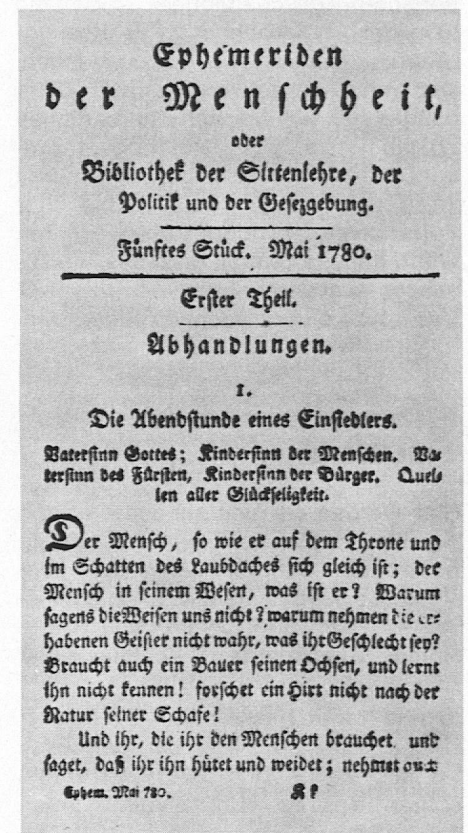 Ephemeriden
der Menschheit,
oder
Bibliothek der Sittenlehre, der
Politik und der Gesezgebung.
Fünftes Stück. Mai 1780.
Erster Theil.
Abhandlungen.
1.
Die Abendstunde eines Einsiedlers.
Vatersinn Gottes; Kindersinn der Menschen. Va-
tersinn des Fürsten, Kindersinn der Bürger. Quel-
len aller Glückseligkeit.
Der Mensch, so wie er auf dem Throne und
im Schatten des Laubdaches sich gleich ist; der
Mensch in seinem Wesen, was ist er? Warum
sagens die Weisen uns nicht? warum nehmen die er-
habenen Geister nicht wahr, was ihr Geschlecht sey?
Braucht auch ein Bauer seinen Ochsen, und lernt
ihn nicht kennen! forschet ein Hirt nicht nach der
Natur seiner Schafe!
Und ihr, die ihr den Menschen brauchet und
saget, daß ihr ihn hütet und weidet; nehmet
Ephem. Mai 780.